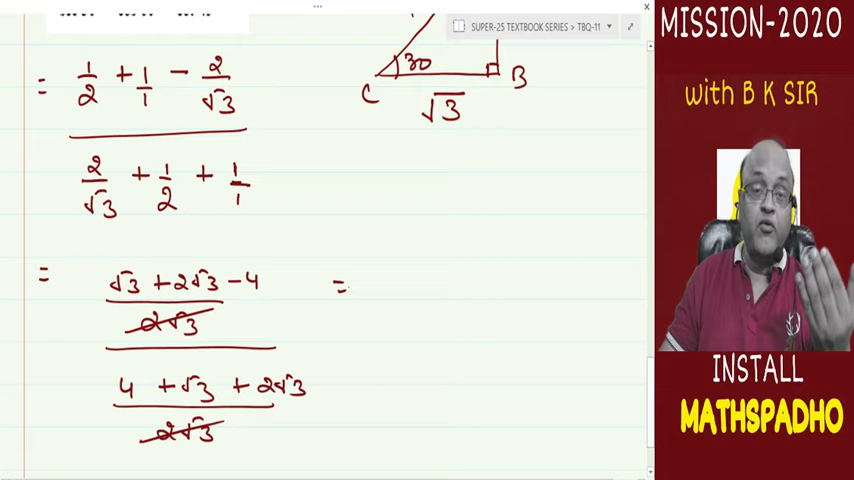 SUPER-25 TEXTBOOK SERIES > TBQ-11
MISSION-2020
with B K SIR
30
C
B
√3
= 1/2 + 1/1 - 2/√3
2/√3 + 1/2 + 1/1
= √3 + 2√3 - 4
2√3
4 + √3 + 2√3
2√3
=
INSTALL
MATHSPADHO